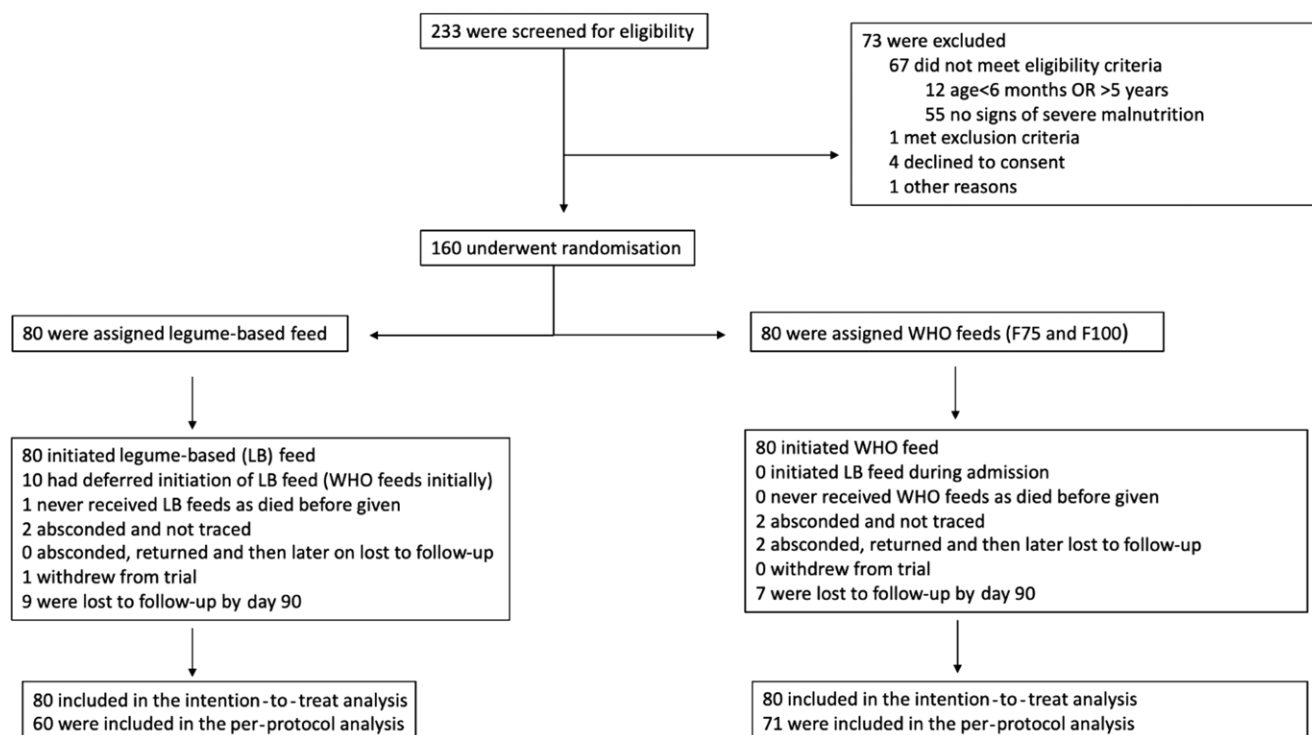 233 were screened for eligibility
73 were excluded
67 did not meet eligibility criteria
12 age<6 months OR >5 years
55 no signs of severe malnutrition
1 met exclusion criteria
4 declined to consent
1 other reasons
160 underwent randomisation
80 were assigned legume-based feed
80 were assigned WHO feeds (F75 and F100)
80 initiated legume-based (LB) feed
10 had deferred initiation of LB feed (WHO feeds initially)
1 never received LB feeds as died before given
2 absconded and not traced
0 absconded, returned and then later on lost to follow-up
1 withdrew from trial
9 were lost to follow-up by day 90
80 initiated WHO feed
0 initiated LB feed during admission
0 never received WHO feeds as died before given
2 absconded and not traced
2 absconded, returned and then later lost to follow-up
0 withdrew from trial
7 were lost to follow-up by day 90
80 included in the intention-to-treat analysis
60 were included in the per-protocol analysis
80 included in the intention-to-treat analysis
71 were included in the per-protocol analysis